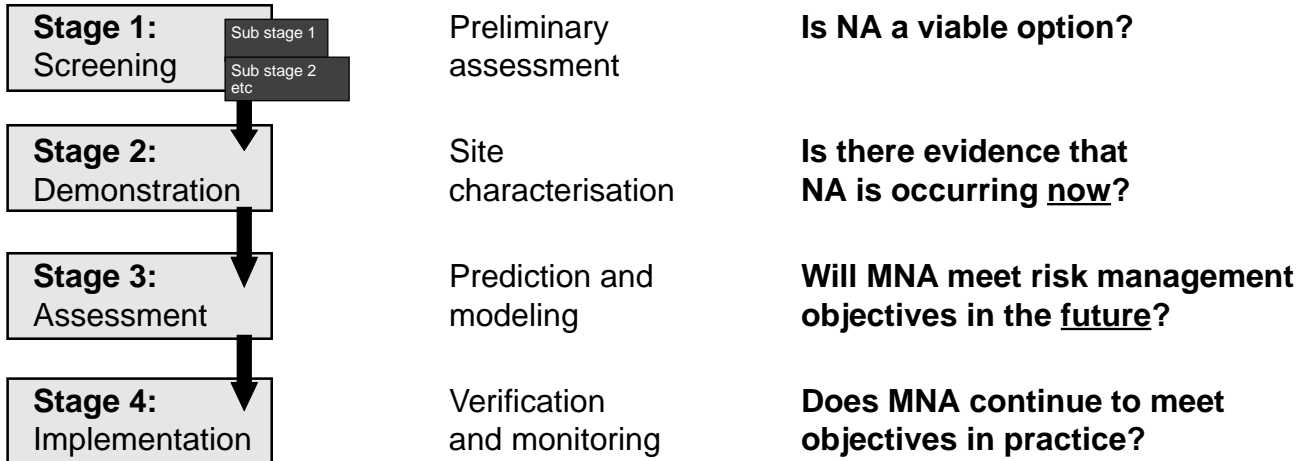 Stage 1:
Screening
Sub stage 1
Sub stage 2
etc
Preliminary
assessment
Is NA a viable option?
Stage 2:
Demonstration
Site
characterisation
Is there evidence that
NA is occurring now?
Stage 3:
Assessment
Prediction and
modeling
Will MNA meet risk management
objectives in the future?
Stage 4:
Implementation
Verification
and monitoring
Does MNA continue to meet
objectives in practice?